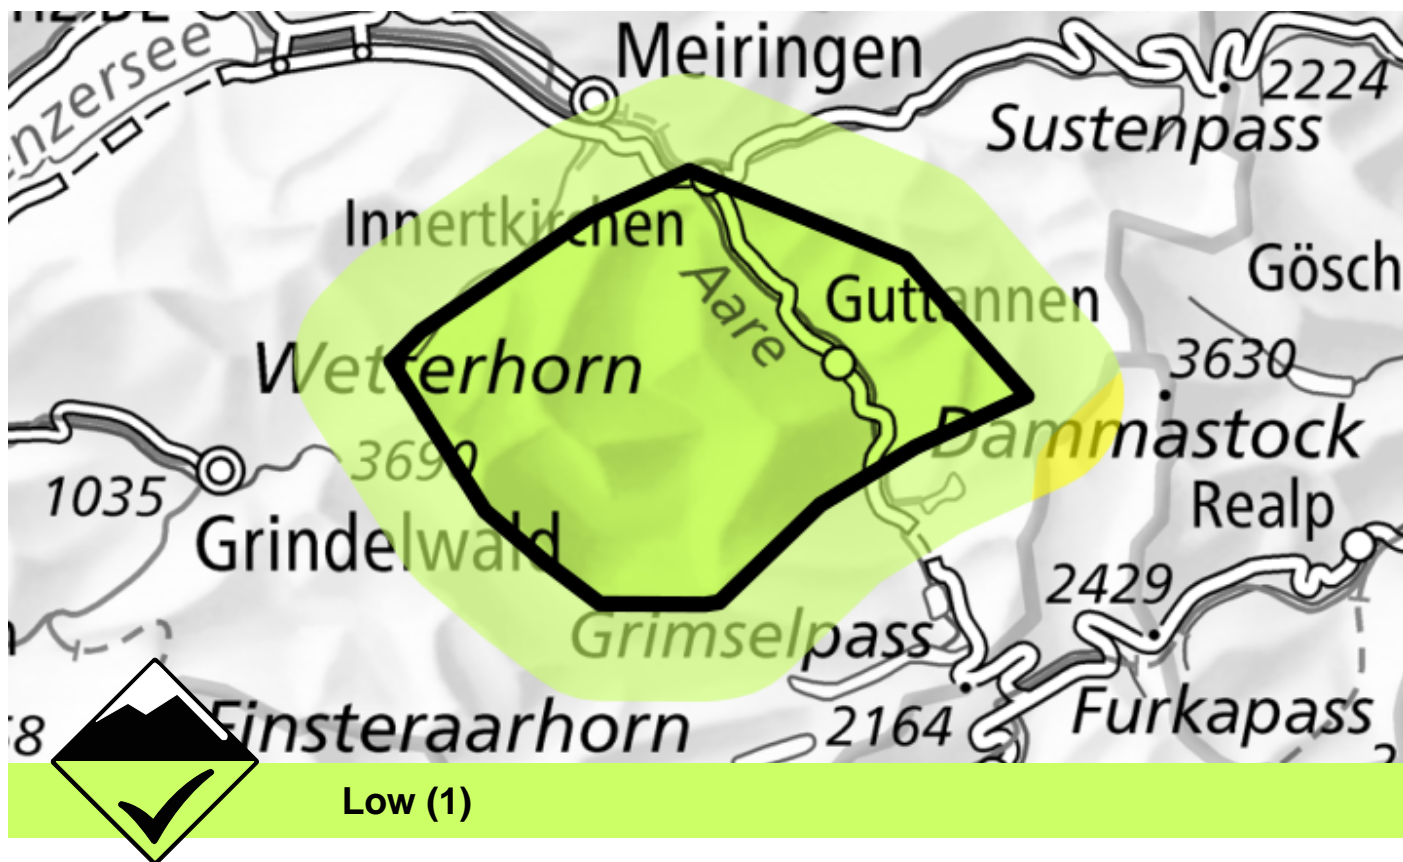 Meiringen
nzersee
2224
Sustenpass
Innertkirchen
Gösch
Aare
Guttannen
Wetterhorn
3630
Dammastock
3690
1035
Realp
Grindelwald
2429
Grimselpass
Finsteraarhorn
2164
Furkapass
Low (1)